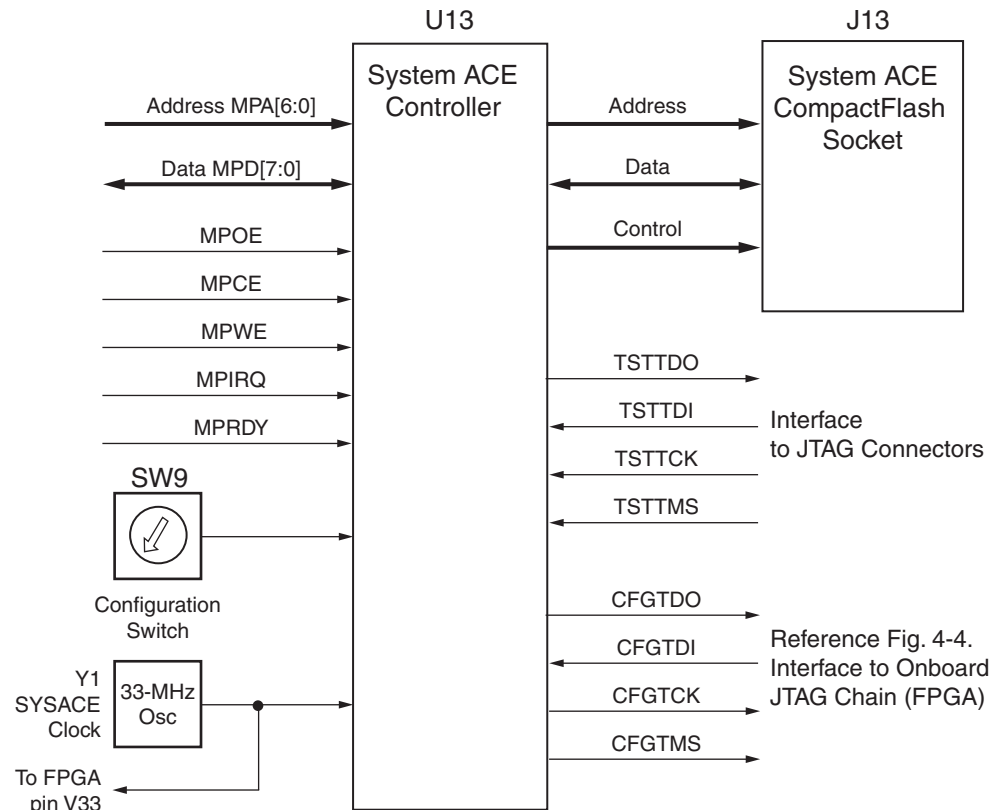 U13
J13
System ACE
Controller
System ACE
CompactFlash
Socket
Address MPA[6:0]
Data MPD[7:0]
MPOE
MPCE
MPWE
MPIRQ
MPRDY
Address
Data
Control
TSTTDO
TSTTDI
TSTTCK
TSTTMS
Interface
to JTAG Connectors
SW9
Configuration
Switch
CFGTDO
CFGTDI
CFGTCK
CFGTMS
Reference Fig. 4-4.
Interface to Onboard
JTAG Chain (FPGA)
Y1
SYSACE
Clock
33-MHz
Osc
To FPGA
pin V33